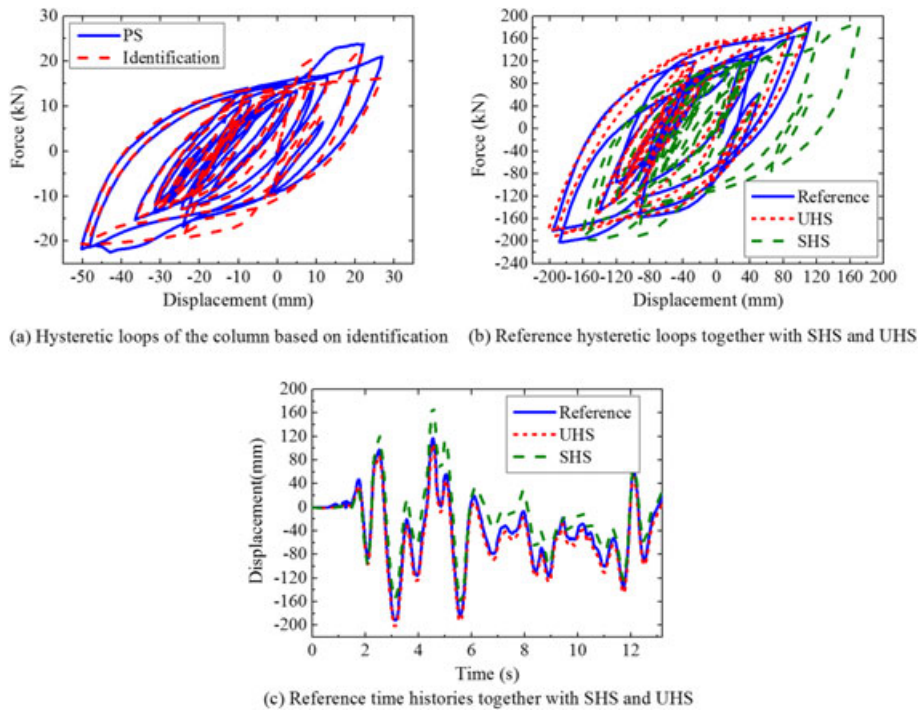 PS
Identification
Force (kN)
20
10
0
-10
-20
-50 -40 -30 -20 -10 0 10 20 30
Displacement (mm)
(a) Hysteretic loops of the column based on identification
Force (kN)
200
160
120
80
40
0
-40
-80
-120
-160
-200
-240
Reference
UHS
SHS
-200 -160 -120 -80 -40 0 40 80 120 160 200
Displacement (mm)
(b) Reference hysteretic loops together with SHS and UHS
Displacement(mm)
200
160
120
80
40
0
-40
-80
-120
-160
-200
Reference
UHS
SHS
0 2 4 6 8 10 12
Time (s)
(c) Reference time histories together with SHS and UHS